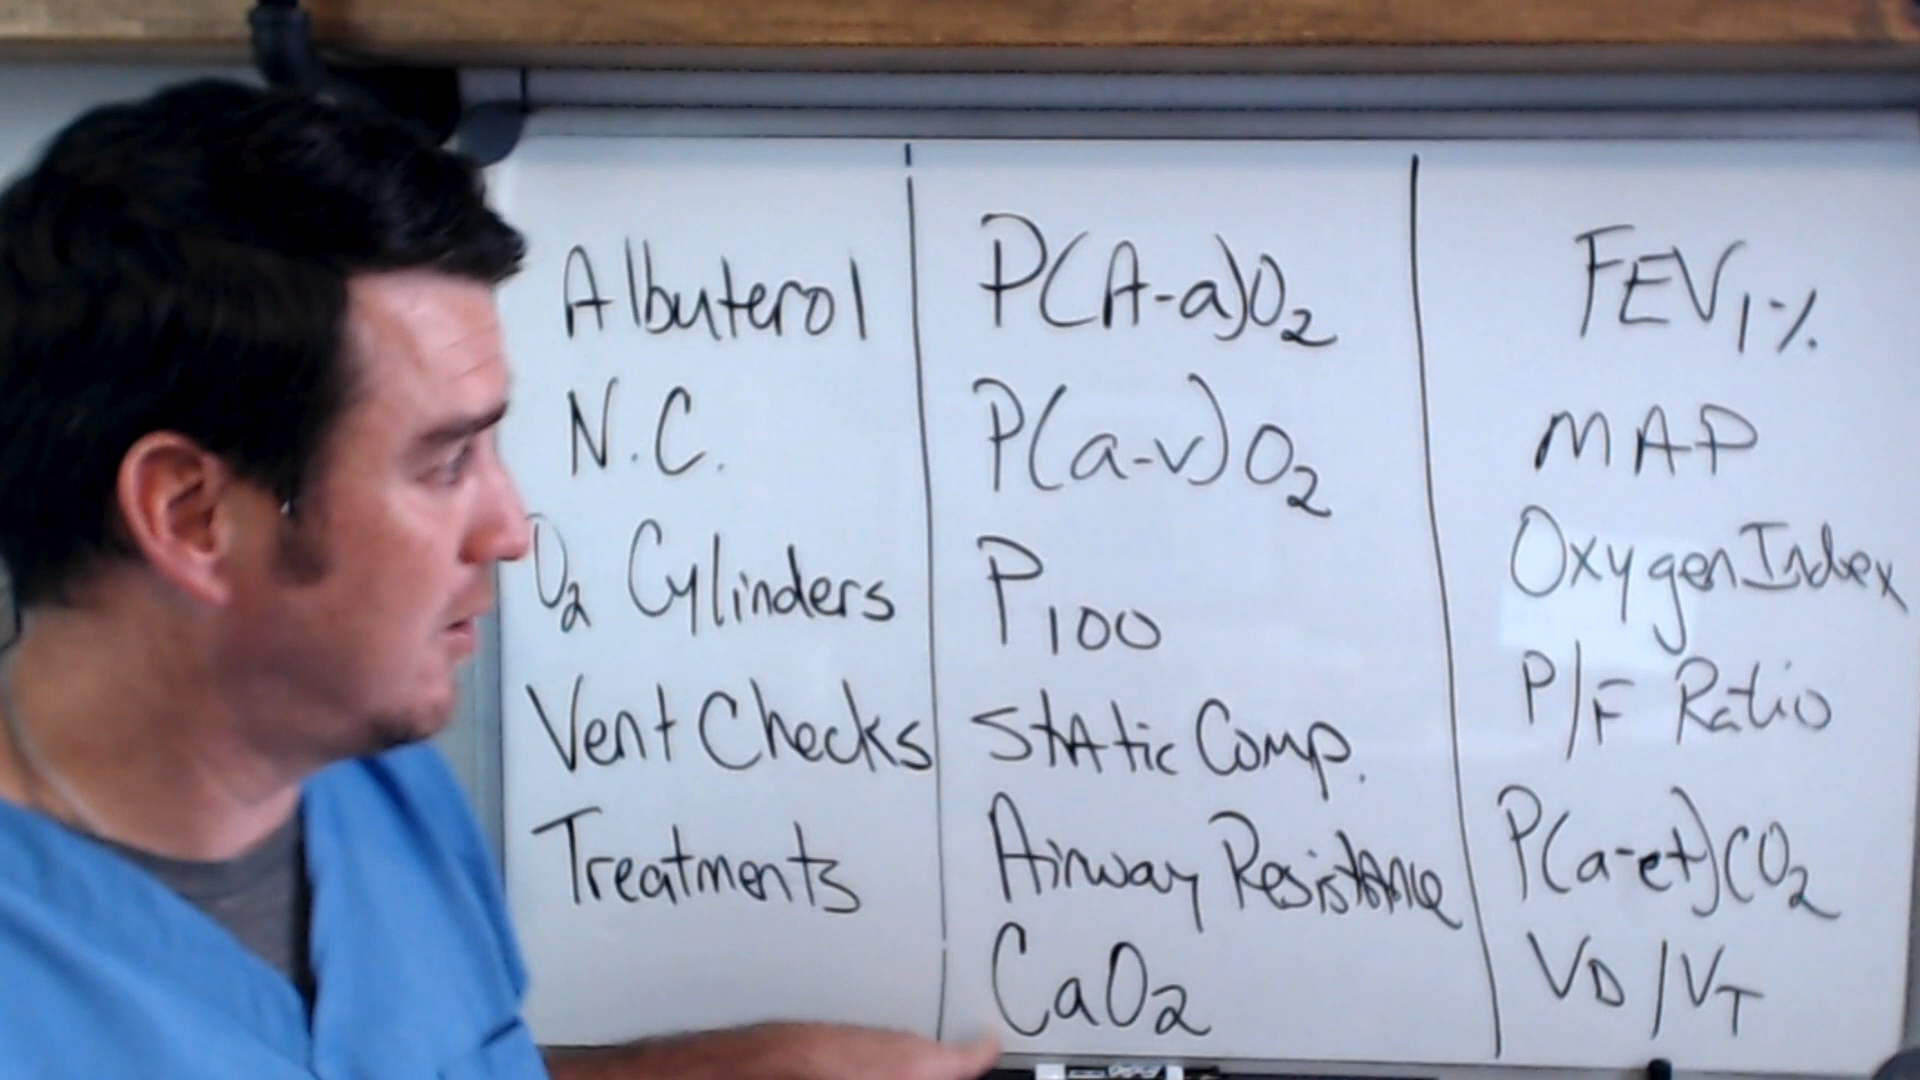 Albuterol
N.C.
O2 Cylinders
Vent Checks
Treatments
P(A-a)O2
P(a-v)O2
P100
Static Comp.
Airway Resistance
CaO2
FEV1%
MAP
Oxygen Index
P/F Ratio
P(a-et)CO2
VD/VT